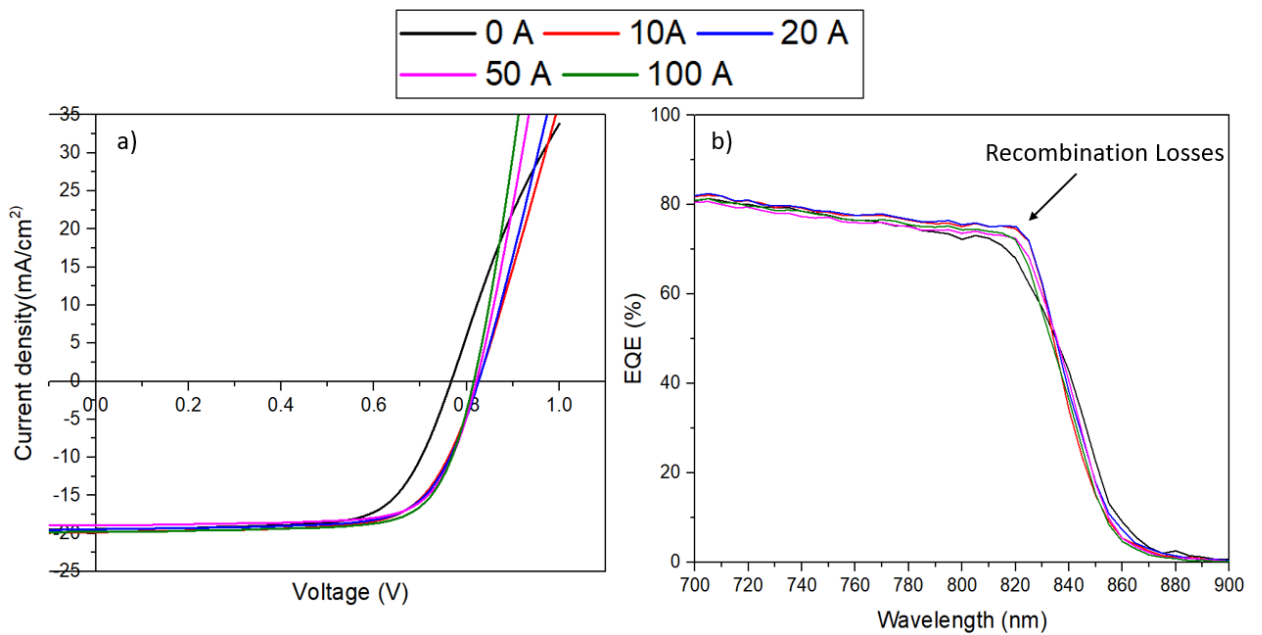 0 A 10A 20 A
50 A 100 A
a)
35
30
25
20
15
10
5
0
-5
-10
-15
-20
-25
0.0 0.2 0.4 0.6 0.8 1.0
Current density(mA/cm²)
Voltage (V)
b)
Recombination Losses
100
80
60
40
20
0
700 720 740 760 780 800 820 840 860 880 900
EQE (%)
Wavelength (nm)